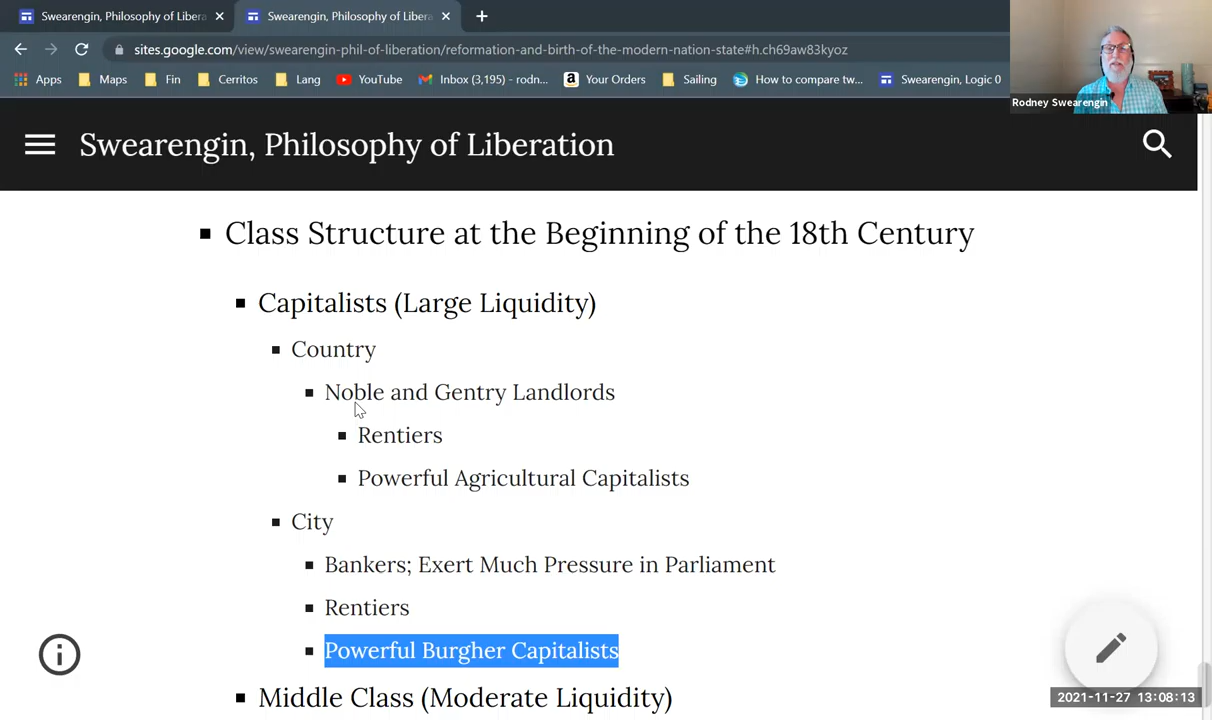 Swearengin, Philosophy of Libera
Swearengin, Philosophy of Libera
sites.google.com/view/swearengin-phil-of-liberation/reformation-and-birth-of-the-modern-nation-state#h.ch69aw83kyoz
Apps Maps Fin Cerritos Lang YouTube Inbox (3,195) - rodn... Your Orders Sailing How to compare tw... Swearengin, Logic 0
Rodney Swearengin
Swearengin, Philosophy of Liberation
Class Structure at the Beginning of the 18th Century
Capitalists (Large Liquidity)
Country
Noble and Gentry Landlords
Rentiers
Powerful Agricultural Capitalists
City
Bankers; Exert Much Pressure in Parliament
Rentiers
Powerful Burgher Capitalists
Middle Class (Moderate Liquidity)
2021-11-27 13:08:13